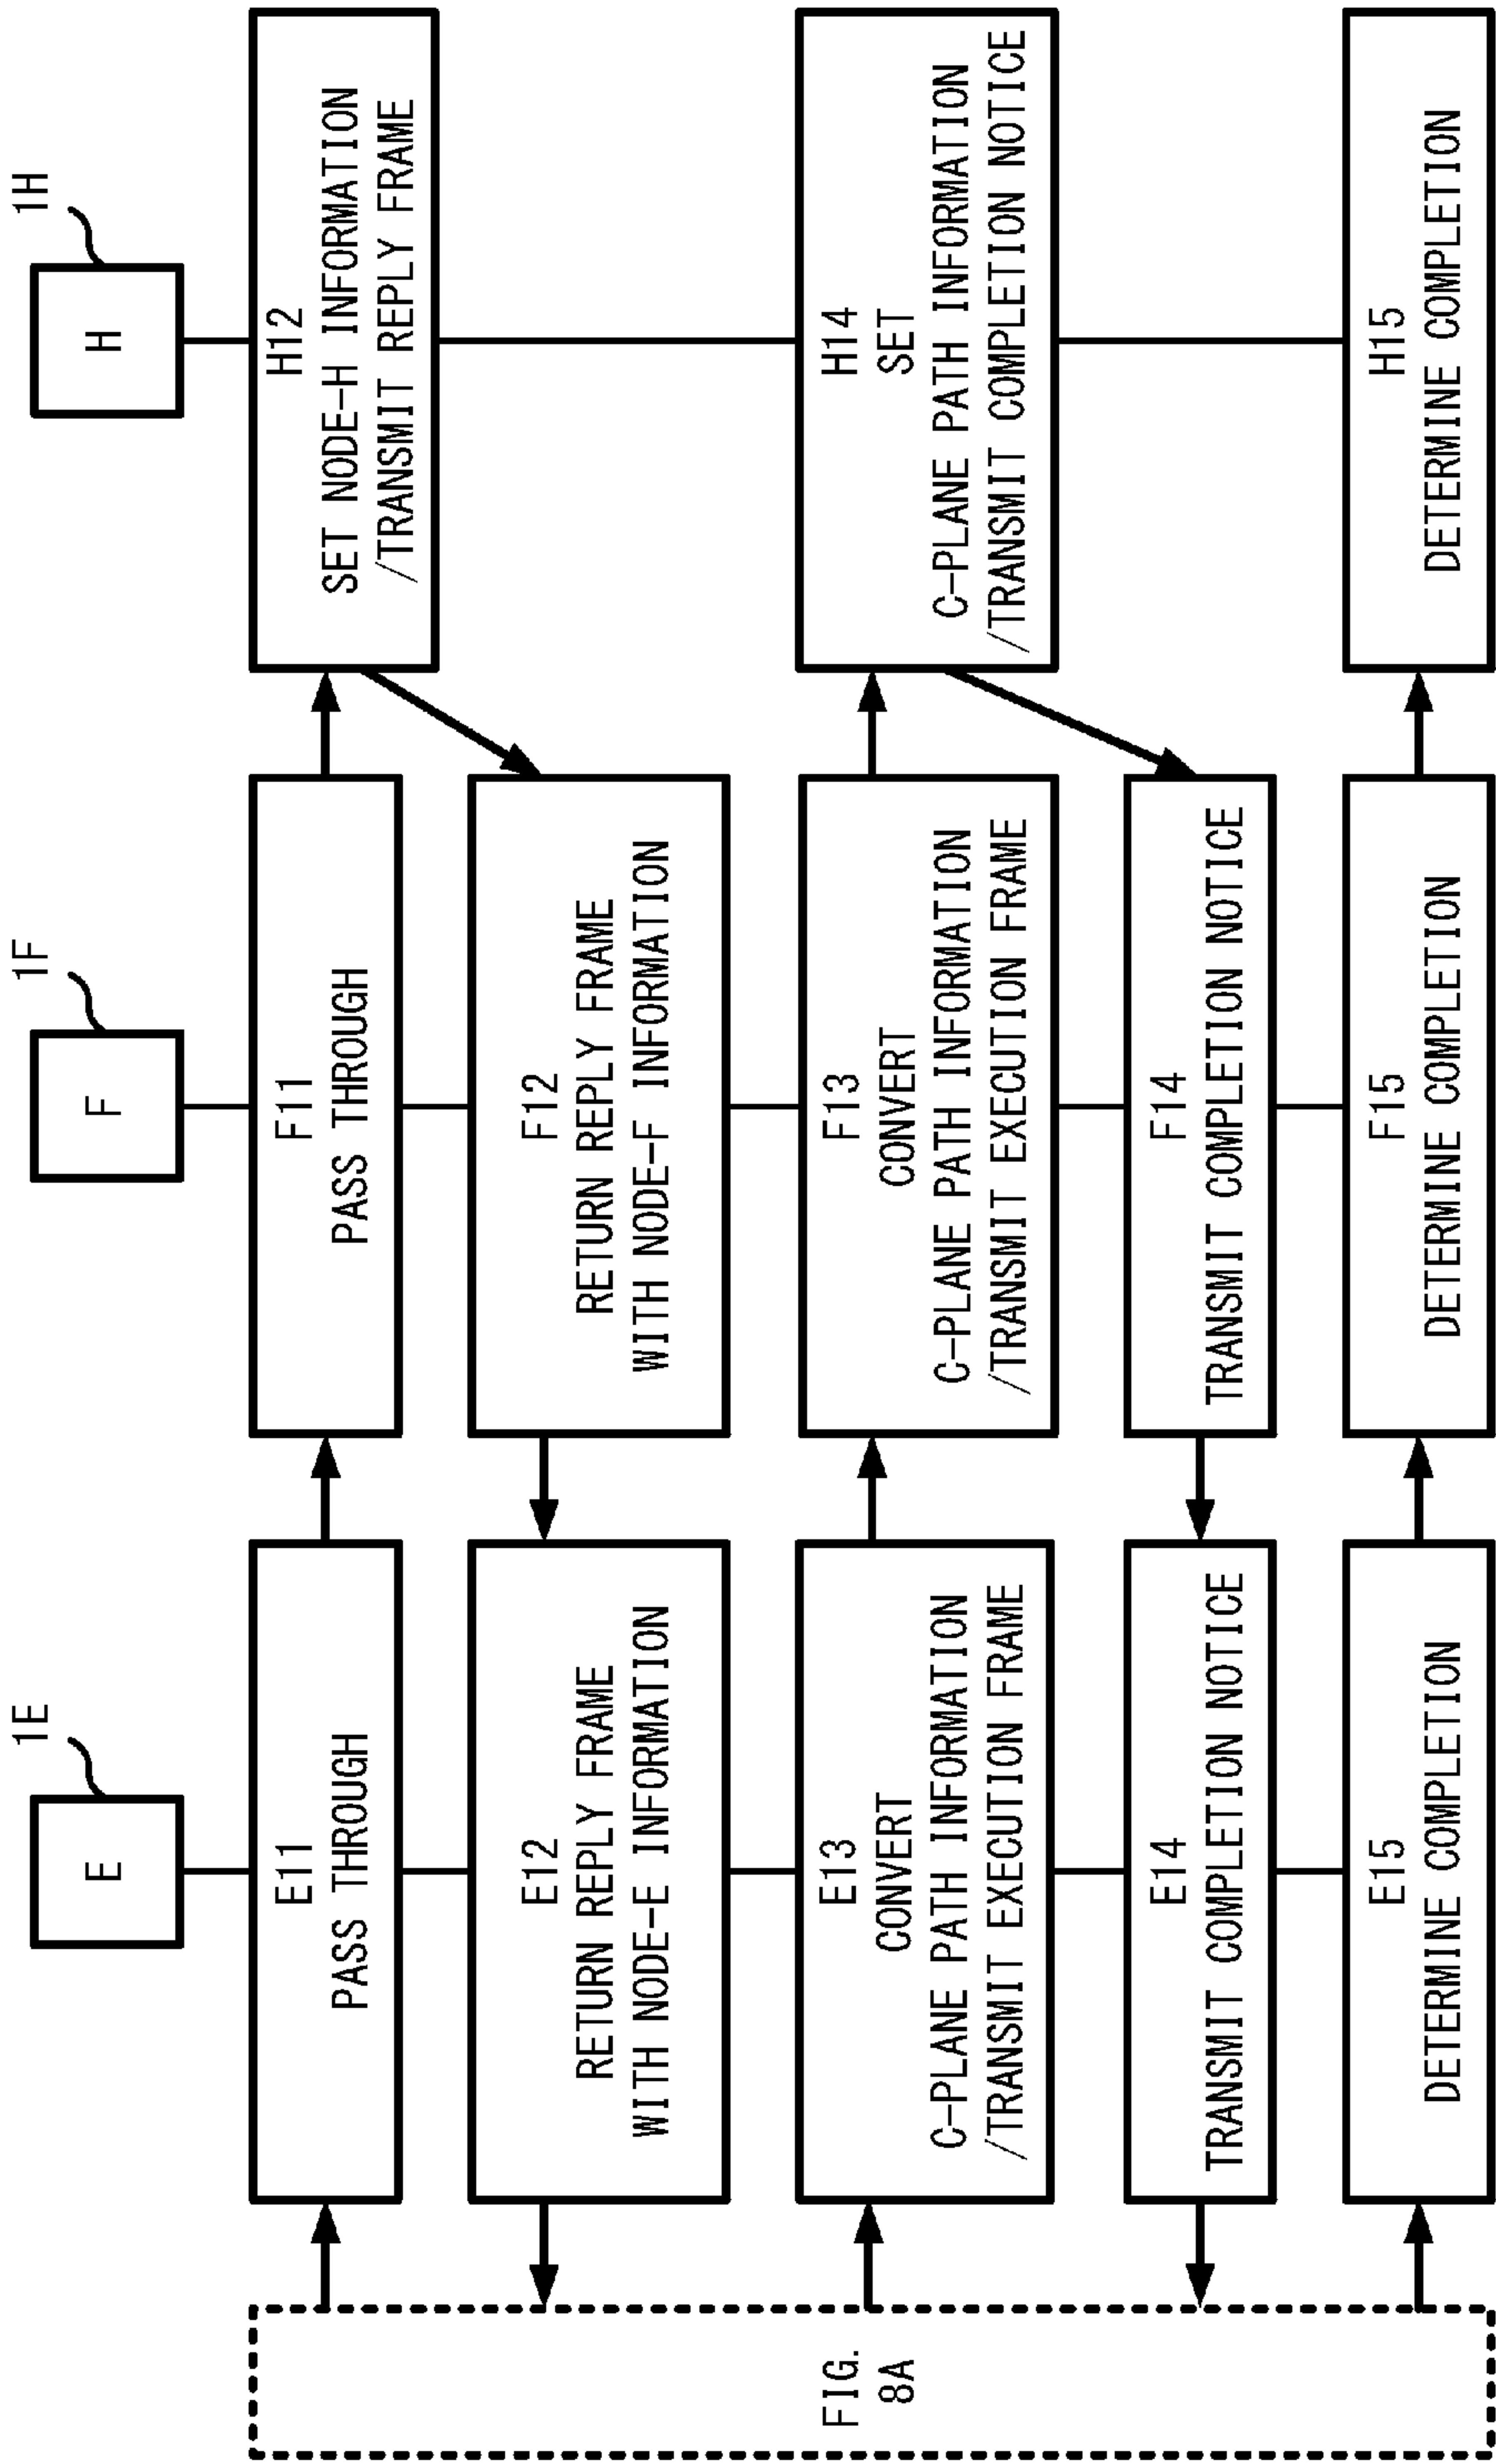 1E
1F
1H
E
F
H
E11
PASS THROUGH
F11
PASS THROUGH
H12
SET NODE-H INFORMATION
/TRANSMIT REPLY FRAME
E12
RETURN REPLY FRAME
WITH NODE-E INFORMATION
F12
RETURN REPLY FRAME
WITH NODE-F INFORMATION
FIG.
8A
E13
CONVERT
C-PLANE PATH INFORMATION
/TRANSMIT EXECUTION FRAME
F13
CONVERT
C-PLANE PATH INFORMATION
/TRANSMIT EXECUTION FRAME
H14
SET
C-PLANE PATH INFORMATION
/TRANSMIT COMPLETION NOTICE
E14
TRANSMIT COMPLETION NOTICE
F14
TRANSMIT COMPLETION NOTICE
E15
DETERMINE COMPLETION
F15
DETERMINE COMPLETION
H15
DETERMINE COMPLETION